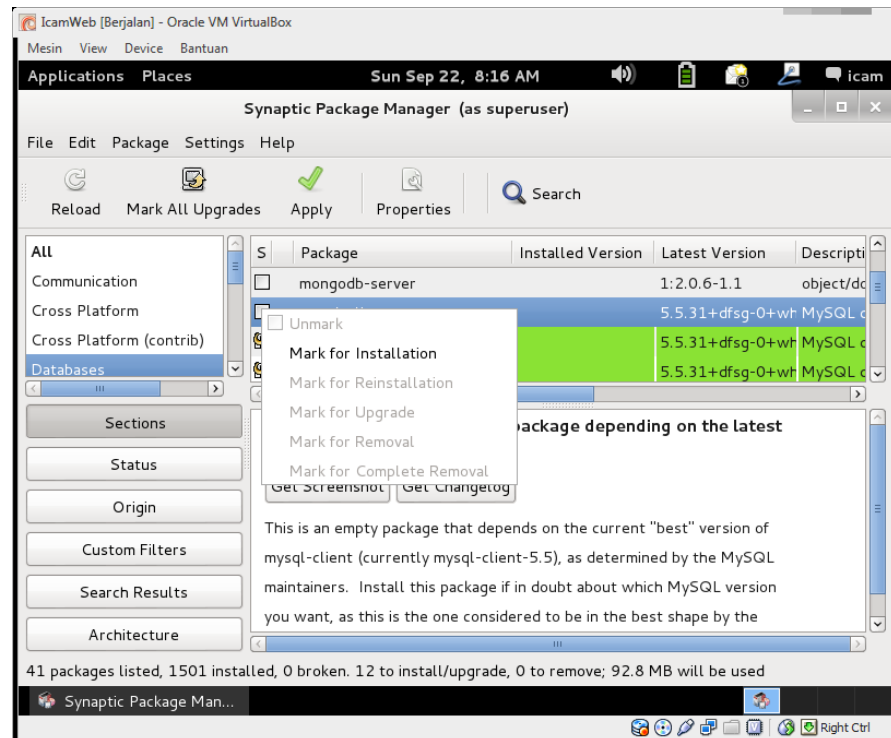 IcamWeb [Berjalan] - Oracle VM VirtualBox
Mesin View Device Bantuan
Applications Places Sun Sep 22, 8:16 AM icam
Synaptic Package Manager (as superuser)
File Edit Package Settings Help
Reload Mark All Upgrades Apply Properties Search
All
Communication
Cross Platform
Cross Platform (contrib)
Databases
S Package Installed Version Latest Version Descripti
mongodb-server 1:2.0.6-1.1 object/do
5.5.31+dfsg-0+wh MySQL
5.5.31+dfsg-0+wh MySQL c
5.5.31+dfsg-0+wh MySQL c
Unmark
Mark for Installation
Mark for Reinstallation
Mark for Upgrade
Mark for Removal
Mark for Complete Removal
Sections
Status
Origin
Custom Filters
Search Results
Architecture
package depending on the latest
Get Screenshot Get Changelog
This is an empty package that depends on the current "best" version of
mysql-client (currently mysql-client-5.5), as determined by the MySQL
maintainers. Install this package if in doubt about which MySQL version
you want, as this is the one considered to be in the best shape by the
41 packages listed, 1501 installed, 0 broken. 12 to install/upgrade, 0 to remove; 92.8 MB will be used
Synaptic Package Man...
Right Ctrl